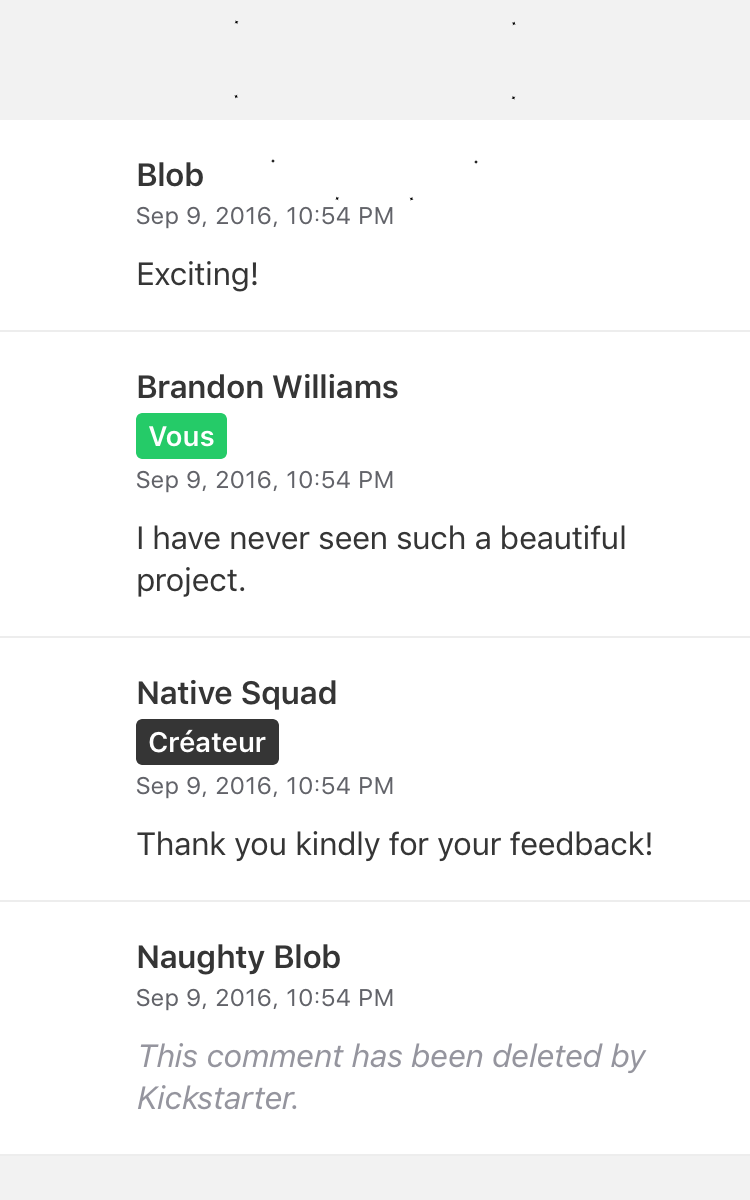 Blob
Sep 9, 2016, 10:54 PM
Exciting!
Brandon Williams
Vous
Sep 9, 2016, 10:54 PM
I have never seen such a beautiful
project.
Native Squad
Créateur
Sep 9, 2016, 10:54 PM
Thank you kindly for your feedback!
Naughty Blob
Sep 9, 2016, 10:54 PM
This comment has been deleted by
Kickstarter.